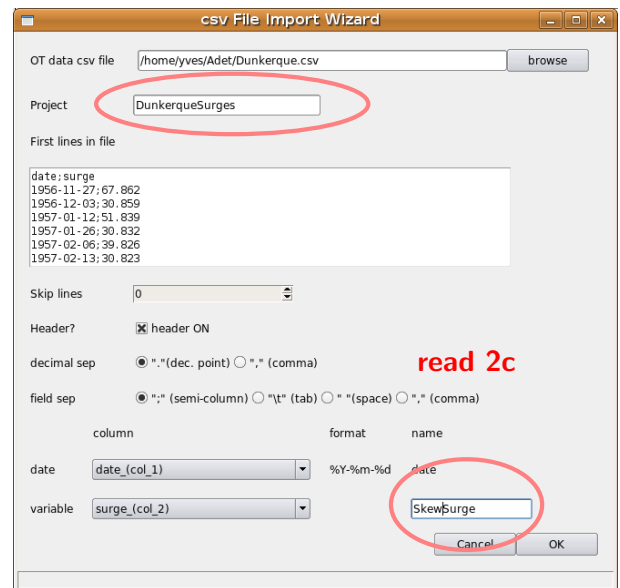 csv File Import Wizard
OT data csv file /home/yves/Adet/Dunkerque.csv browse
Project DunkerqueSurges
First lines in file
date;surge
1956-11-27;67.862
1956-12-03;30.859
1957-01-12;51.839
1957-01-26;30.832
1957-02-06;39.826
1957-02-13;30.823
Skip lines 0
Header? header ON
decimal sep "."(dec. point) "," (comma)
read 2c
field sep ";" (semi-column) "\t" (tab) " "(space) "," (comma)
column format name
date date_(col_1) %Y-%m-%d date
variable surge_(col_2) SkewSurge
Cancel OK